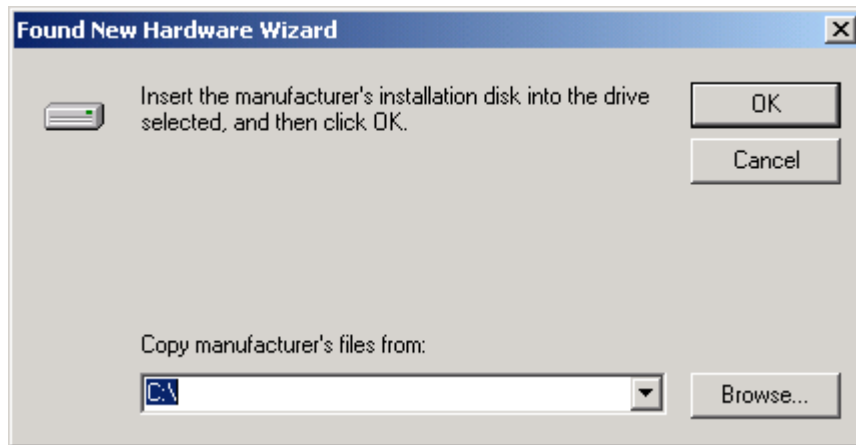 Found New Hardware Wizard
Insert the manufacturer's installation disk into the drive
selected, and then click OK.
OK
Cancel
Copy manufacturer's files from:
C:\
Browse...